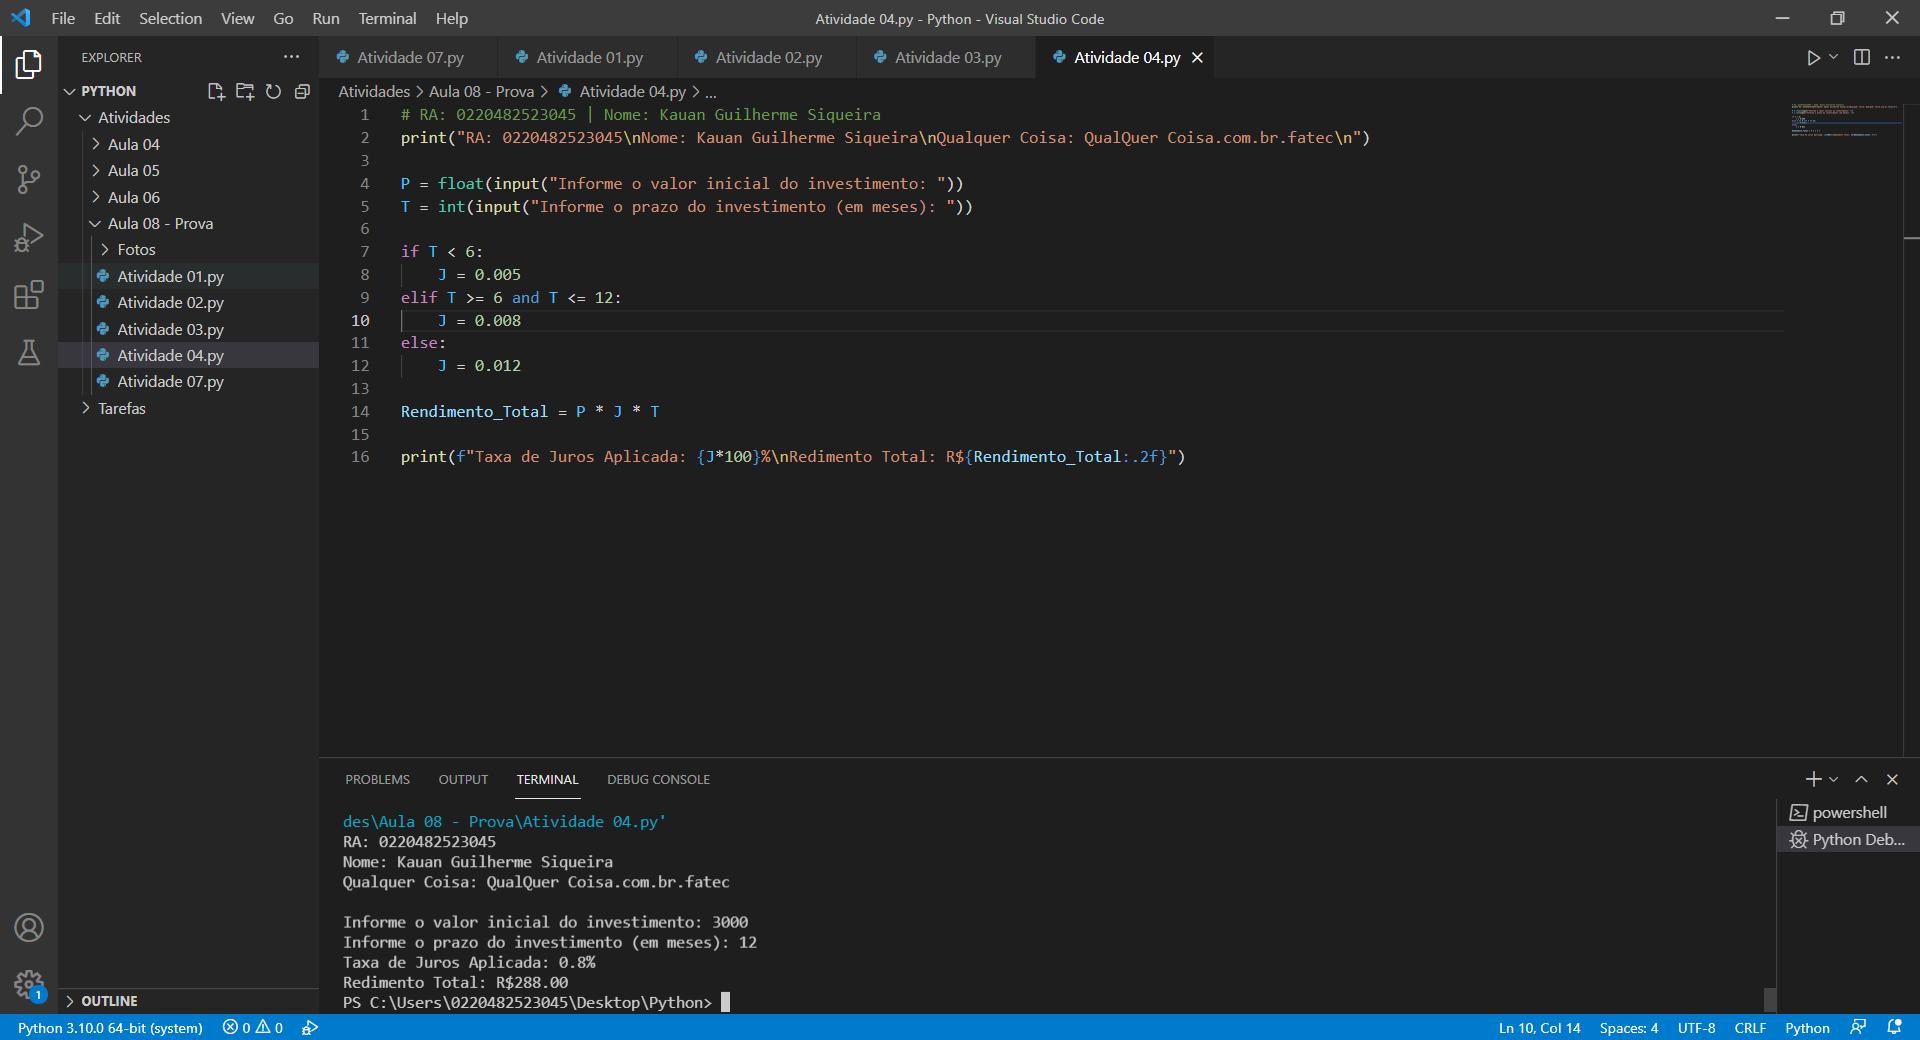 File Edit Selection View Go Run Terminal Help
Atividade 04.py - Python - Visual Studio Code
EXPLORER
PYTHON
Atividades
Aula 04
Aula 05
Aula 06
Aula 08 - Prova
Fotos
Atividade 01.py
Atividade 02.py
Atividade 03.py
Atividade 04.py
Atividade 07.py
Tarefas
OUTLINE
1
Atividade 07.py Atividade 01.py Atividade 02.py Atividade 03.py Atividade 04.py
Atividades > Aula 08 - Prova > Atividade 04.py > ...
1 # RA: 0220482523045 | Nome: Kauan Guilherme Siqueira
2 print("RA: 0220482523045\nNome: Kauan Guilherme Siqueira\nQualquer Coisa: QualQuer Coisa.com.br.fatec\n")
3
4 P = float(input("Informe o valor inicial do investimento: "))
5 T = int(input("Informe o prazo do investimento (em meses): "))
6
7 if T < 6:
8     J = 0.005
9 elif T >= 6 and T <= 12:
10     J = 0.008
11 else:
12     J = 0.012
13
14 Rendimento_Total = P * J * T
15
16 print(f"Taxa de Juros Aplicada: {J*100}%\nRedimento Total: R${Rendimento_Total:.2f}")
PROBLEMS OUTPUT TERMINAL DEBUG CONSOLE
des\Aula 08 - Prova\Atividade 04.py'
RA: 0220482523045
Nome: Kauan Guilherme Siqueira
Qualquer Coisa: QualQuer Coisa.com.br.fatec
Informe o valor inicial do investimento: 3000
Informe o prazo do investimento (em meses): 12
Taxa de Juros Aplicada: 0.8%
Redimento Total: R$288.00
PS C:\Users\0220482523045\Desktop\Python>
powershell
Python Deb...
Python 3.10.0 64-bit (system) 0 0
Ln 10, Col 14 Spaces: 4 UTF-8 CRLF Python